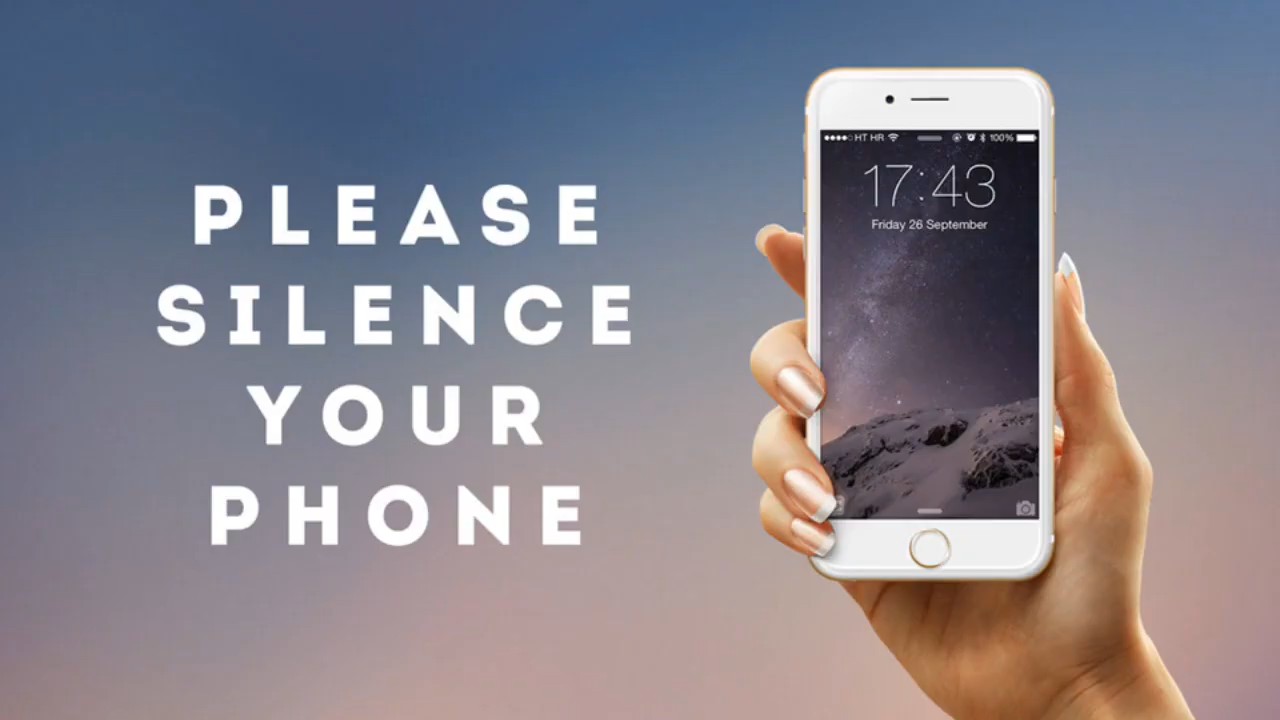 PLEASE
SILENCE
YOUR
PHONE
HT HR 100%
17:43
Friday 26 September